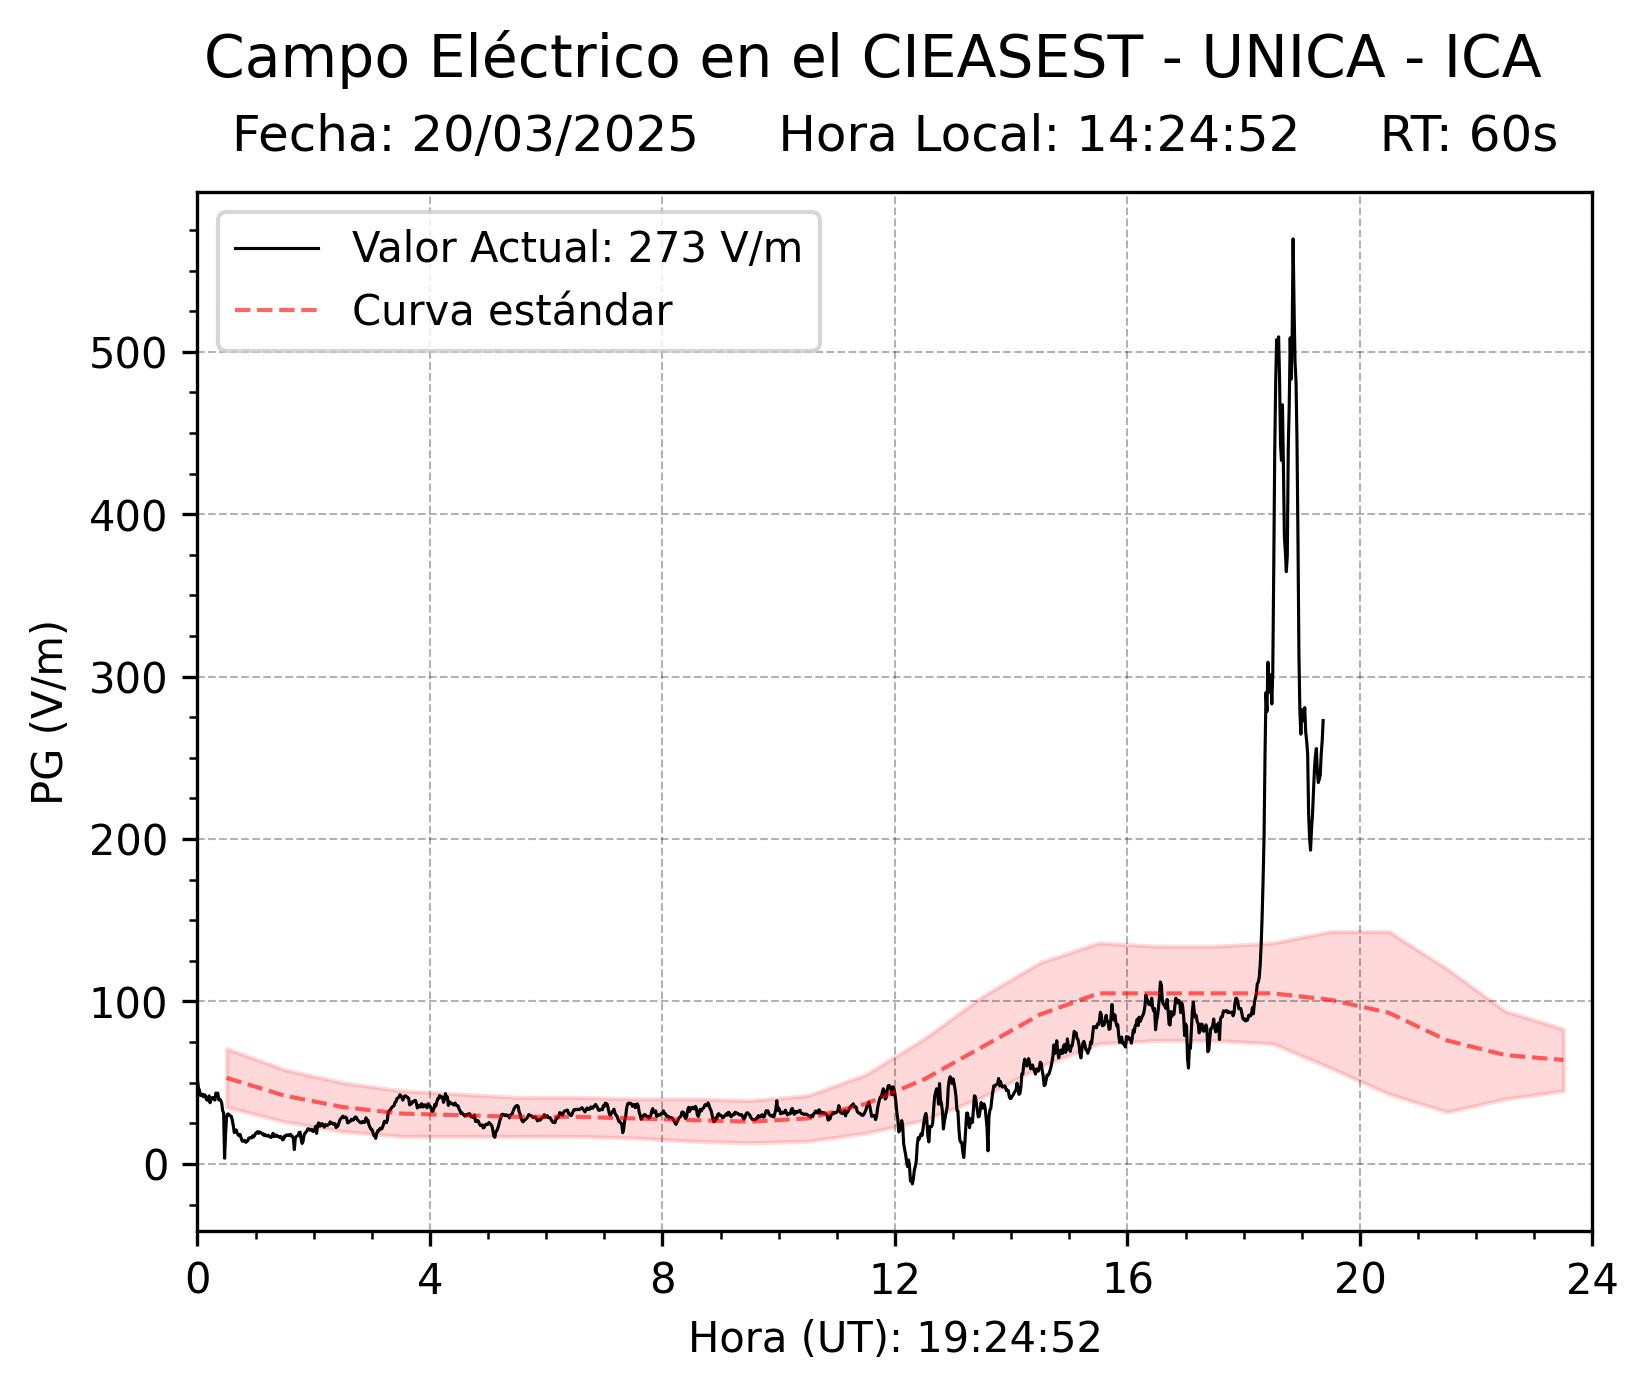 Campo Eléctrico en el CIEASEST - UNICA - ICA
Fecha: 20/03/2025 Hora Local: 14:24:52 RT: 60s
Valor Actual: 273 V/m
Curva estándar
PG (V/m)
500
400
300
200
100
0
0 4 8 12 16 20 24
Hora (UT): 19:24:52